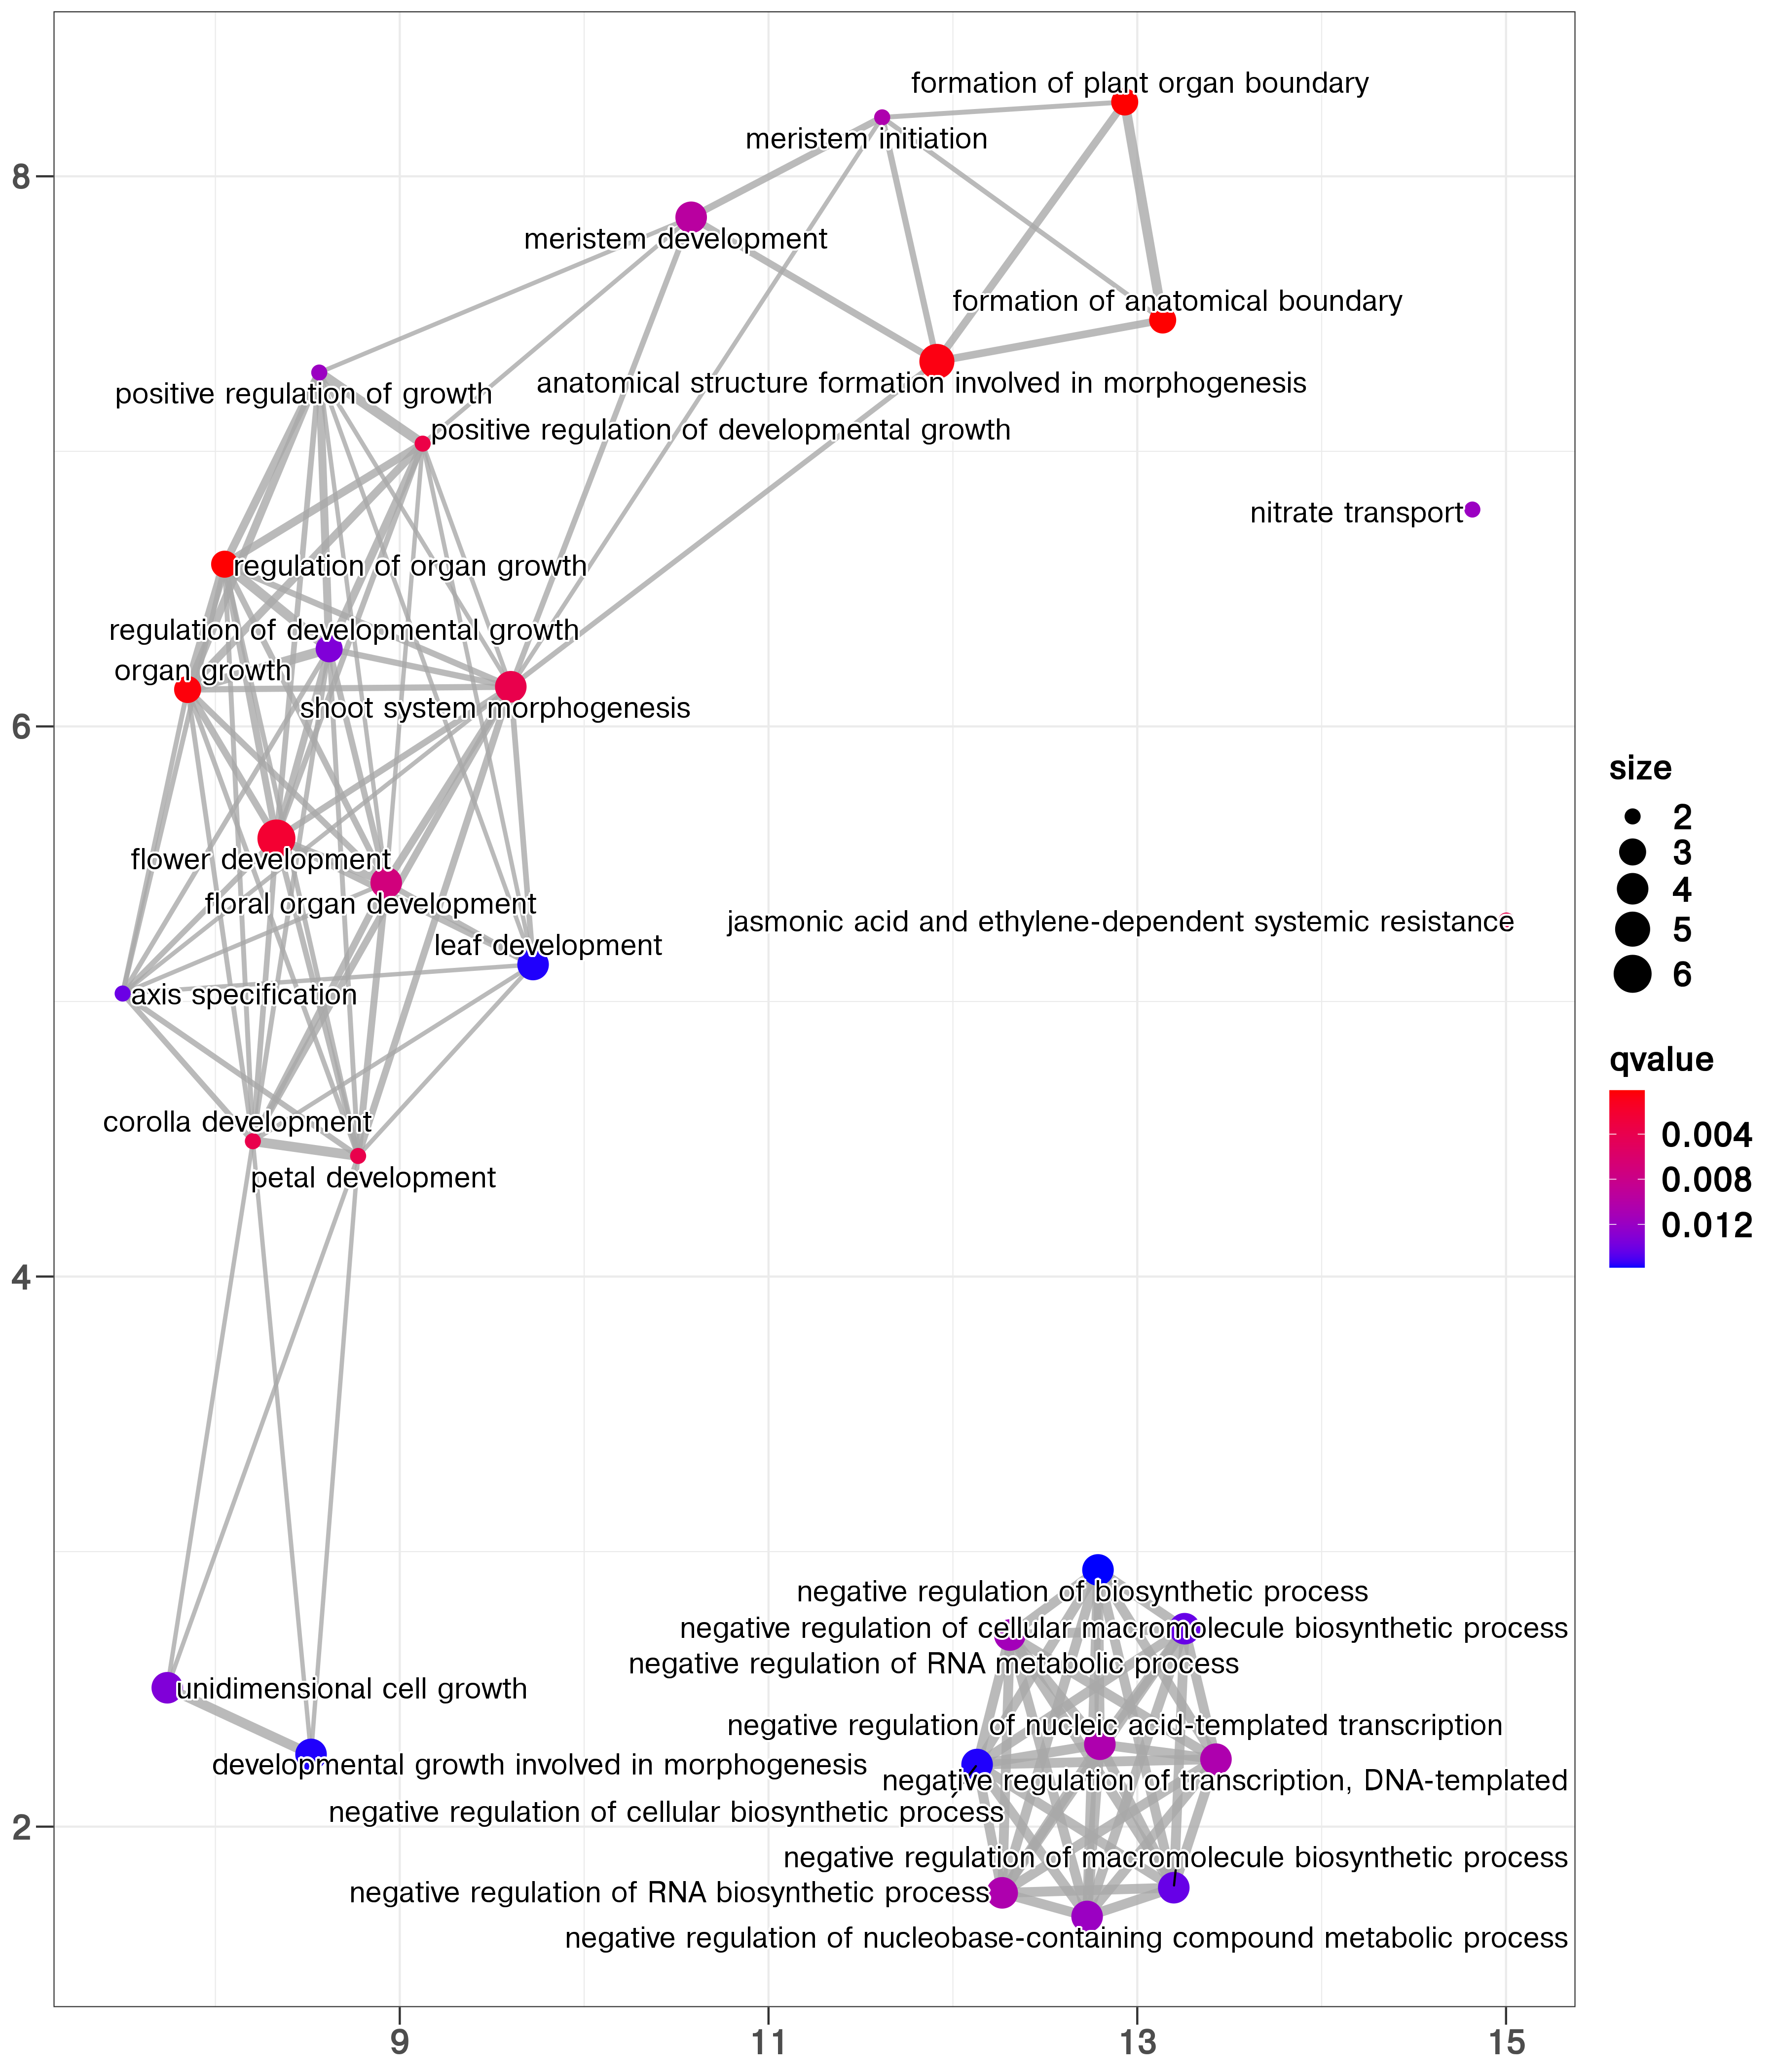 formation of plant organ boundary
meristem initiation
8
meristem development
formation of anatomical boundary
anatomical structure formation involved in morphogenesis
positive regulation of growth
positive regulation of developmental growth
nitrate transport
regulation of organ growth
regulation of developmental growth
organ growth
shoot system morphogenesis
6
flower development
floral organ development
jasmonic acid and ethylene-dependent systemic resistance
leaf development
axis specification
corolla development
petal development
4
negative regulation of biosynthetic process
negative regulation of cellular macromolecule biosynthetic process
negative regulation of RNA metabolic process
unidimensional cell growth
negative regulation of nucleic acid-templated transcription
developmental growth involved in morphogenesis
negative regulation of transcription, DNA-templated
negative regulation of cellular biosynthetic process
2
negative regulation of macromolecule biosynthetic process
negative regulation of RNA biosynthetic process
negative regulation of nucleobase-containing compound metabolic process
9 11 13 15
size
2
3
4
5
6
qvalue
0.004
0.008
0.012